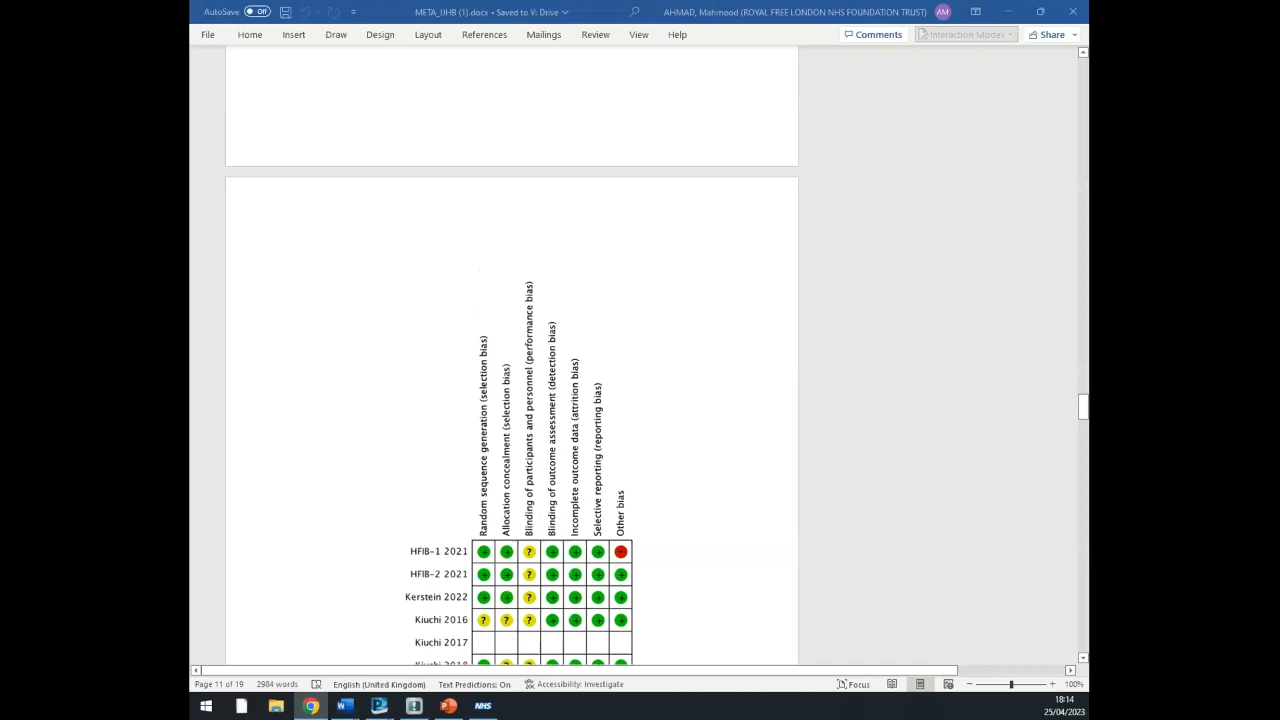 AutoSave Off META_JJHB (1).docx • Saved to V: Drive AHMAD, Mahmood (ROYAL FREE LONDON NHS FOUNDATION TRUST) AM
File Home Insert Draw Design Layout References Mailings Review View Help Comments Interaction Modes Share
Random sequence generation (selection bias)
Allocation concealment (selection bias)
Blinding of participants and personnel (performance bias)
Blinding of outcome assessment (detection bias)
Incomplete outcome data (attrition bias)
Selective reporting (reporting bias)
Other bias
HFIB-1 2021 + + ? + + + -
HFIB-2 2021 + + ? + + + +
Kerstein 2022 + + ? + + + +
Kiuchi 2016 ? ? ? + + + +
Kiuchi 2017
Kiuchi 2018
Page 11 of 19 2984 words English (United Kingdom) Text Predictions: On Accessibility: Investigate Focus 100%
NHS
18:14
25/04/2023